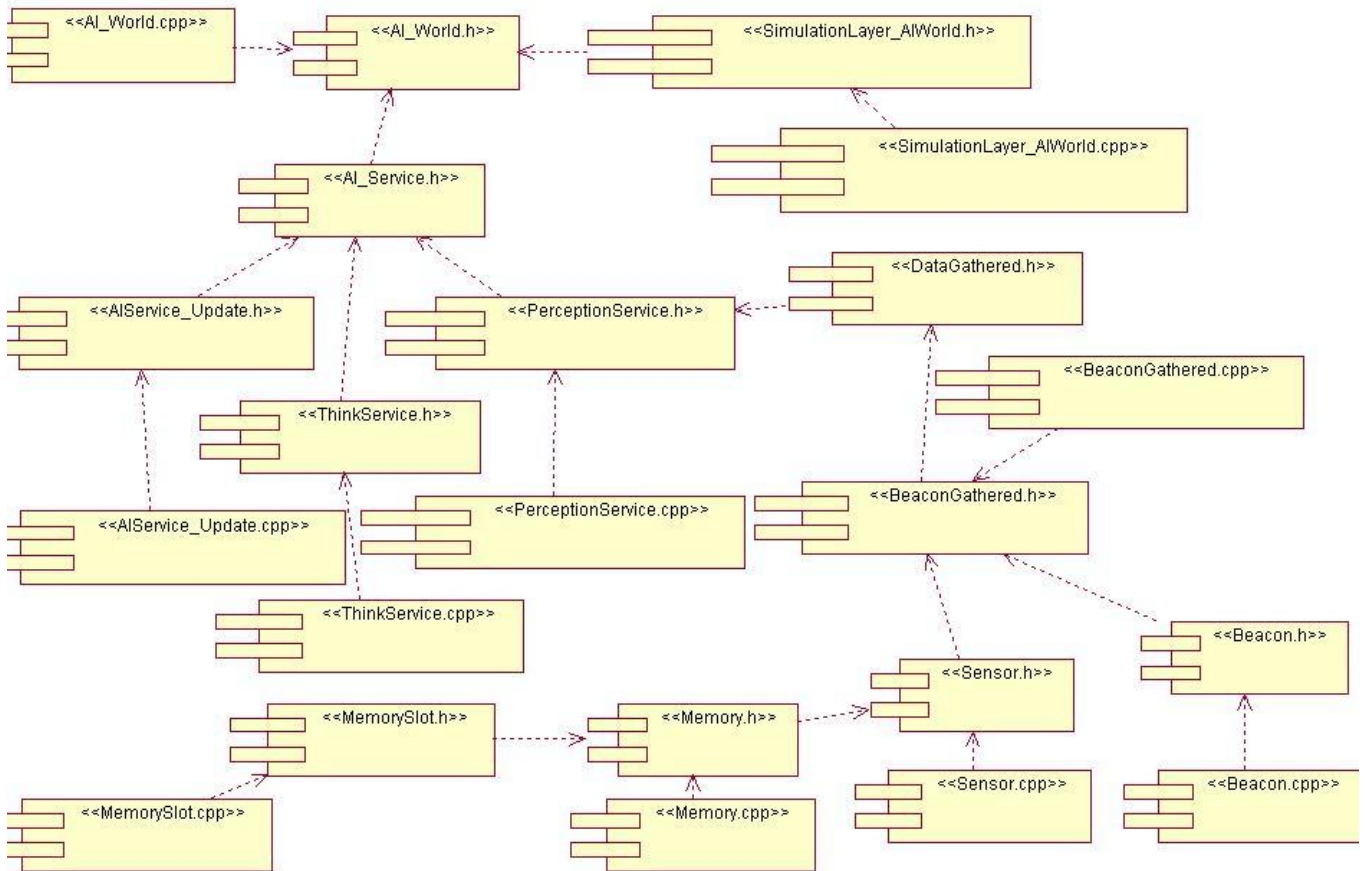 <<AI_World.cpp>>
<<AI_World.h>>
<<SimulationLayer_AIWorld.h>>
<<SimulationLayer_AIWorld.cpp>>
<<AI_Service.h>>
<<DataGathered.h>>
<<AIService_Update.h>>
<<PerceptionService.h>>
<<BeaconGathered.cpp>>
<<ThinkService.h>>
<<BeaconGathered.h>>
<<PerceptionService.cpp>>
<<AIService_Update.cpp>>
<<ThinkService.cpp>>
<<Beacon.h>>
<<Sensor.h>>
<<MemorySlot.h>>
<<Memory.h>>
<<Sensor.cpp>>
<<Beacon.cpp>>
<<MemorySlot.cpp>>
<<Memory.cpp>>